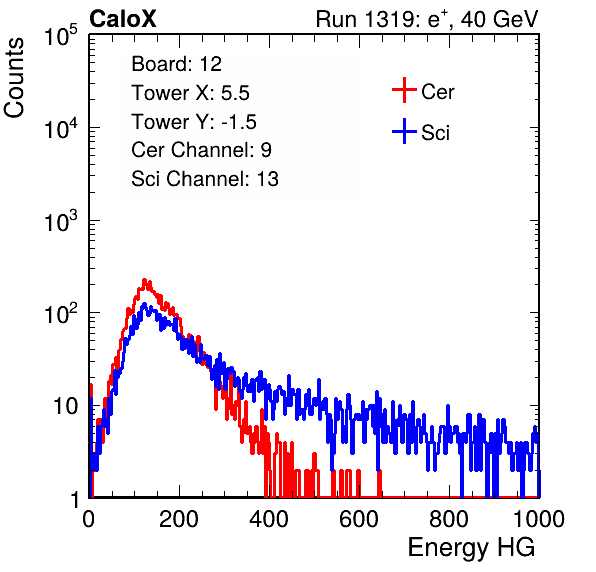 CaloX Run 1319: e⁺, 40 GeV
Counts
Board: 12
Tower X: 5.5
Tower Y: -1.5
Cer Channel: 9
Sci Channel: 13
Cer
Sci
10⁵
10⁴
10³
10²
10
1
0 200 400 600 800 1000
Energy HG